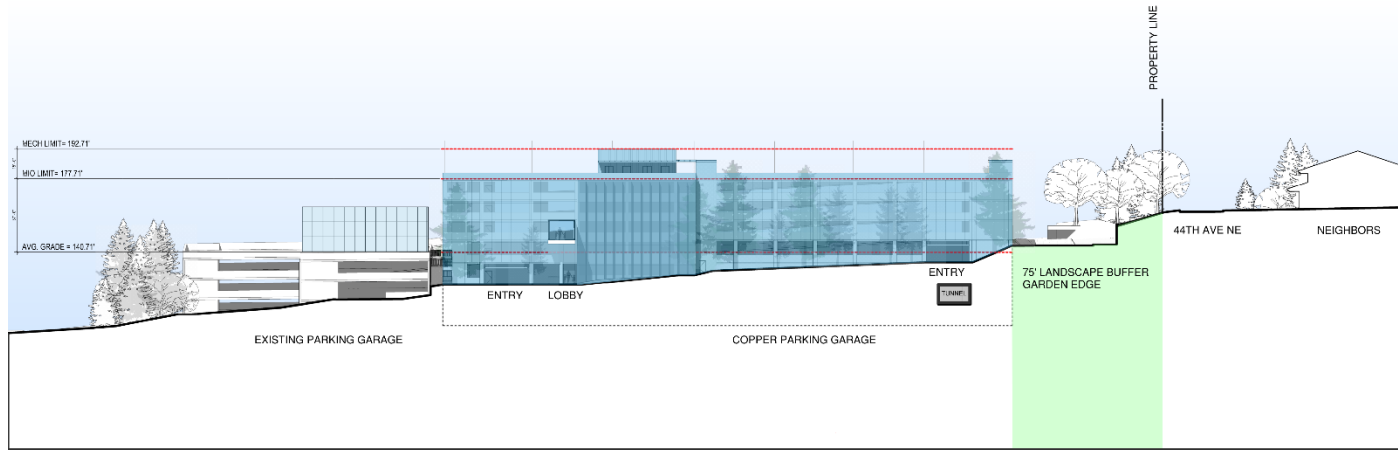 PROPERTY LINE
MECH LIMIT= 192.71'
MIO LIMIT= 177.71'
AVG. GRADE = 140.71'
44TH AVE NE
NEIGHBORS
ENTRY
75' LANDSCAPE BUFFER
GARDEN EDGE
TUNNEL
ENTRY
LOBBY
EXISTING PARKING GARAGE
COPPER PARKING GARAGE